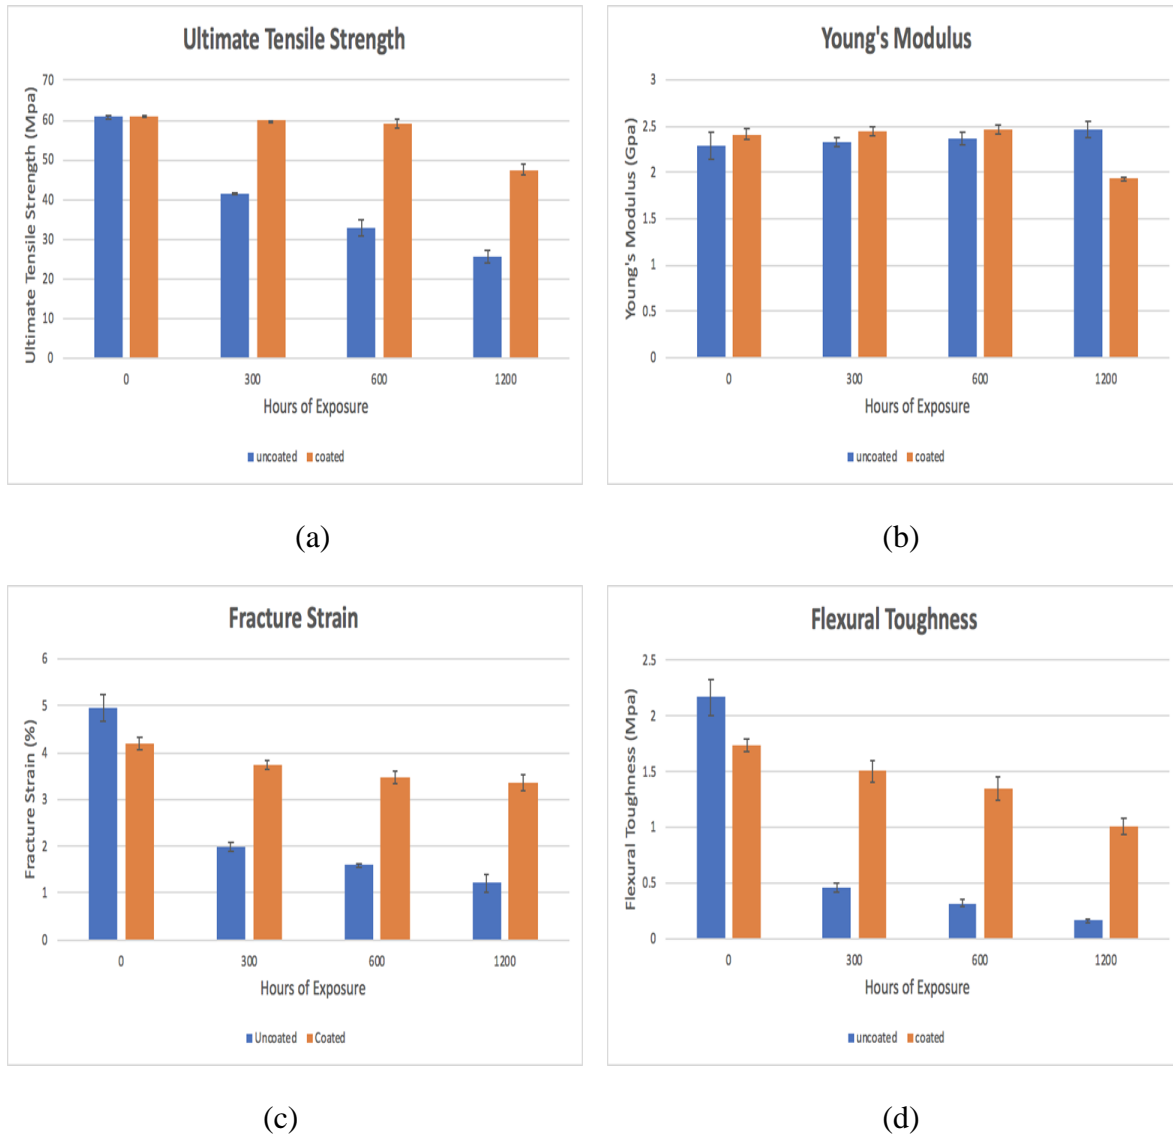 Ultimate Tensile Strength
Ultimate Tensile Strength (Mpa)
70
60
50
40
30
20
10
0
0 300 600 1200
Hours of Exposure
uncoated coated
(a)
Young's Modulus
Young's Modulus (Gpa)
3
2.5
2
1.5
1
0.5
0
0 300 600 1200
Hours of Exposure
uncoated coated
(b)
Fracture Strain
Fracture Strain (%)
6
5
4
3
2
1
0
0 300 600 1200
Hours of Exposure
Uncoated Coated
(c)
Flexural Toughness
Flexural Toughness (Mpa)
2.5
2
1.5
1
0.5
0
0 300 600 1200
Hours of Exposure
uncoated coated
(d)